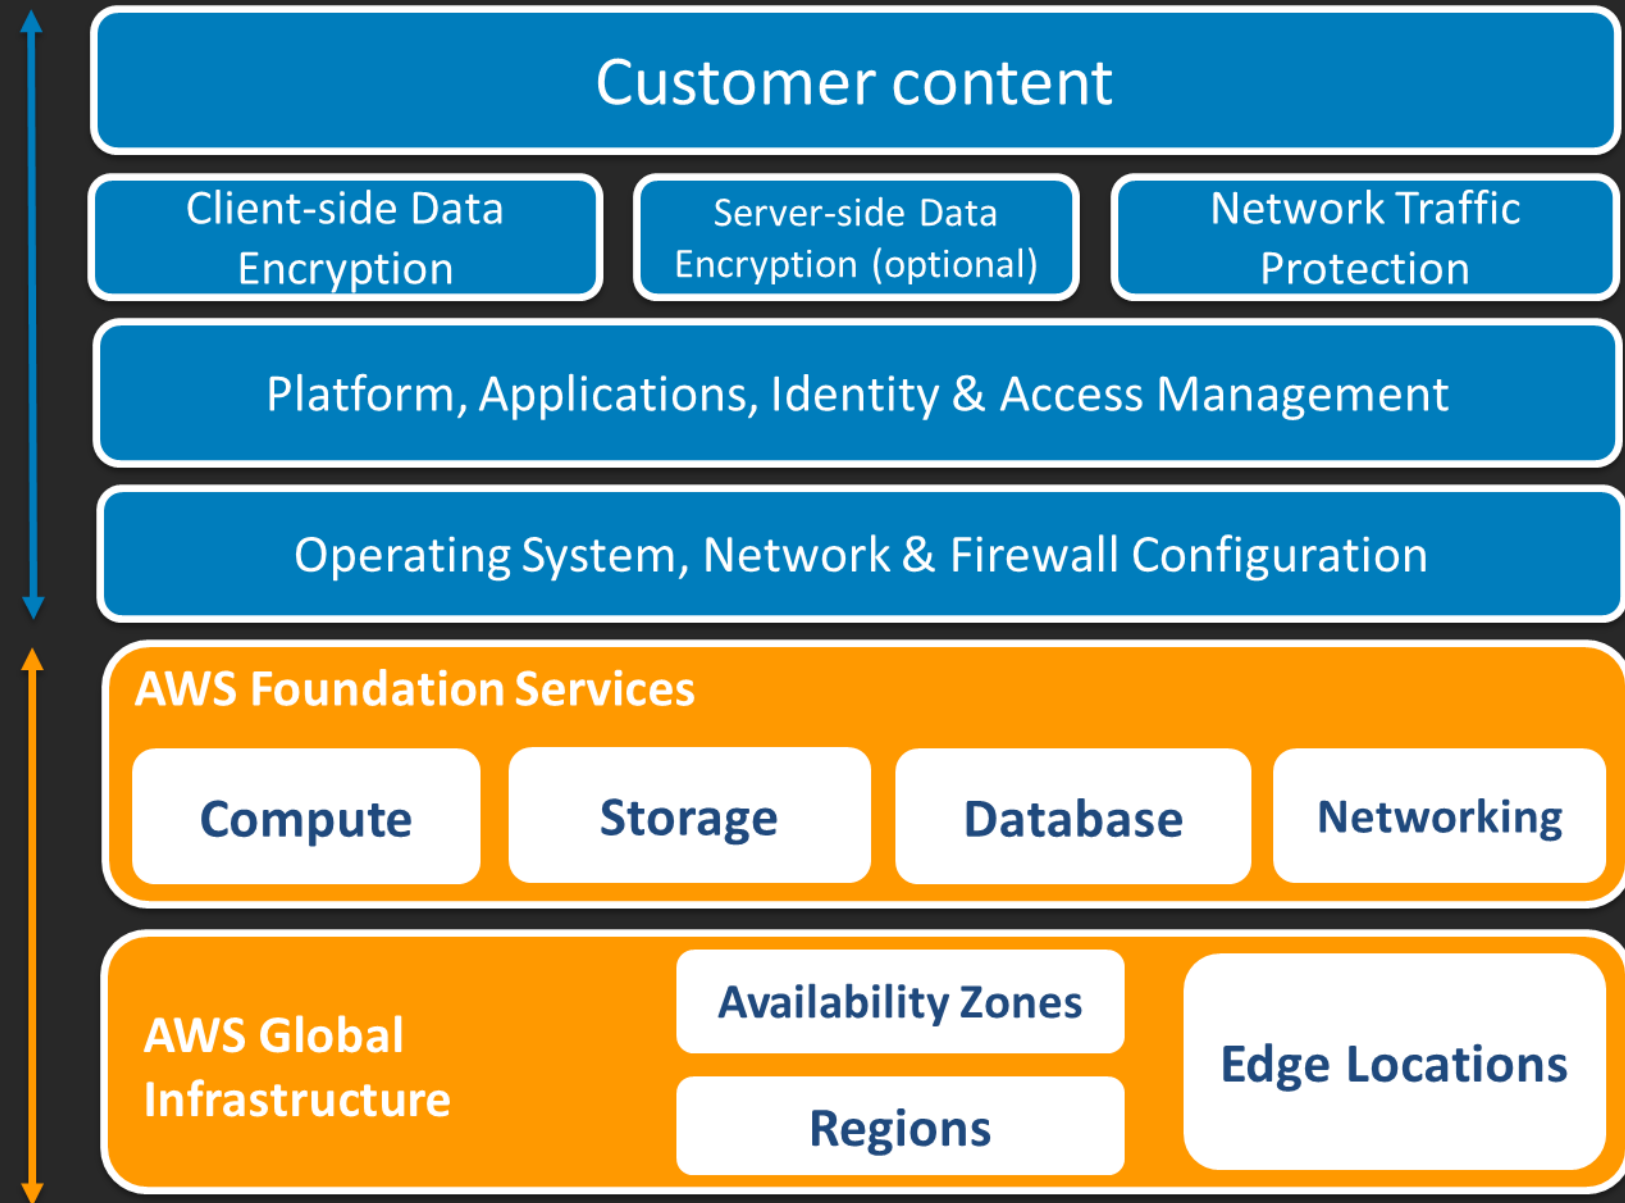 Customer content
Client-side Data
Encryption
Server-side Data
Encryption (optional)
Network Traffic
Protection
Platform, Applications, Identity & Access Management
Operating System, Network & Firewall Configuration
AWS Foundation Services
Compute
Storage
Database
Networking
AWS Global
Infrastructure
Availability Zones
Regions
Edge Locations